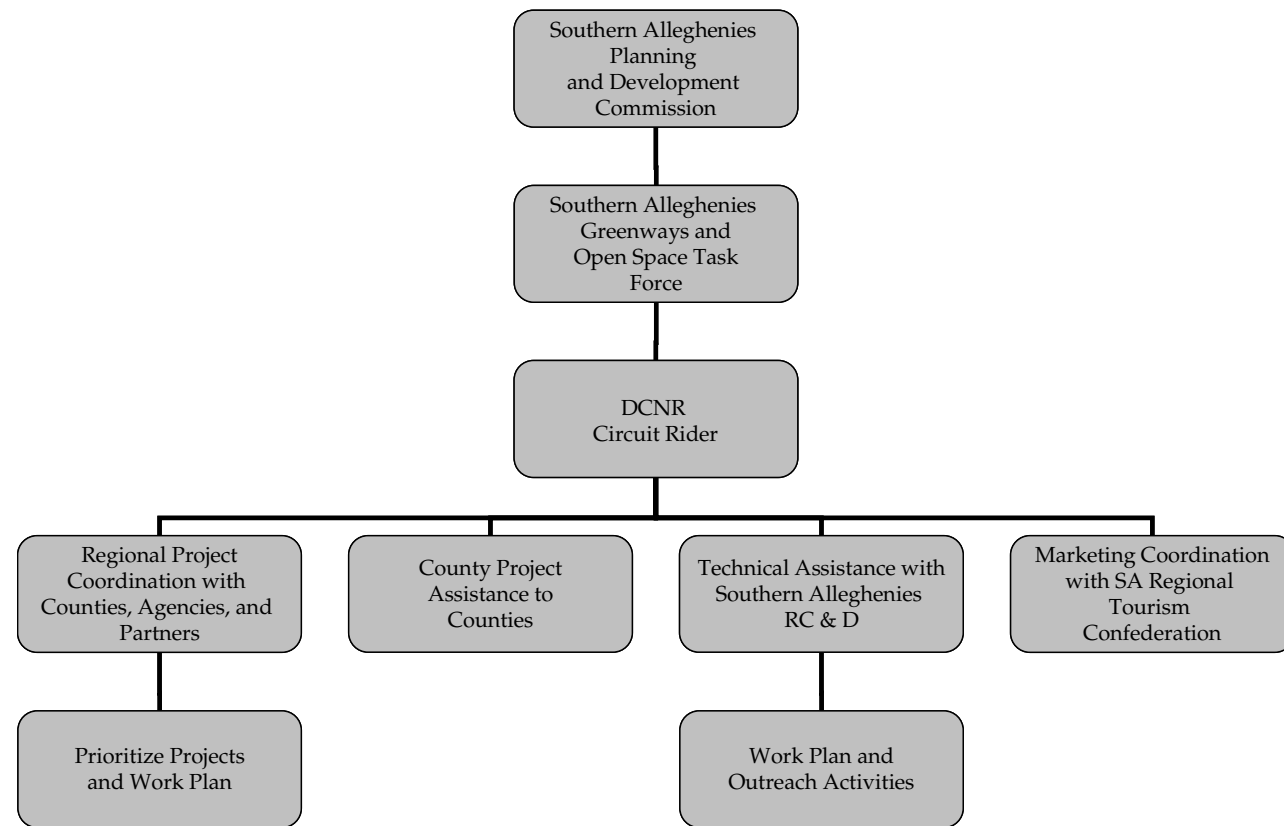 Southern Alleghenies
Planning
and Development
Commission
Southern Alleghenies
Greenways and
Open Space Task
Force
DCNR
Circuit Rider
Regional Project
Coordination with
Counties, Agencies, and
Partners
County Project
Assistance to
Counties
Technical Assistance with
Southern Alleghenies
RC & D
Marketing Coordination
with SA Regional
Tourism
Confederation
Prioritize Projects
and Work Plan
Work Plan and
Outreach Activities